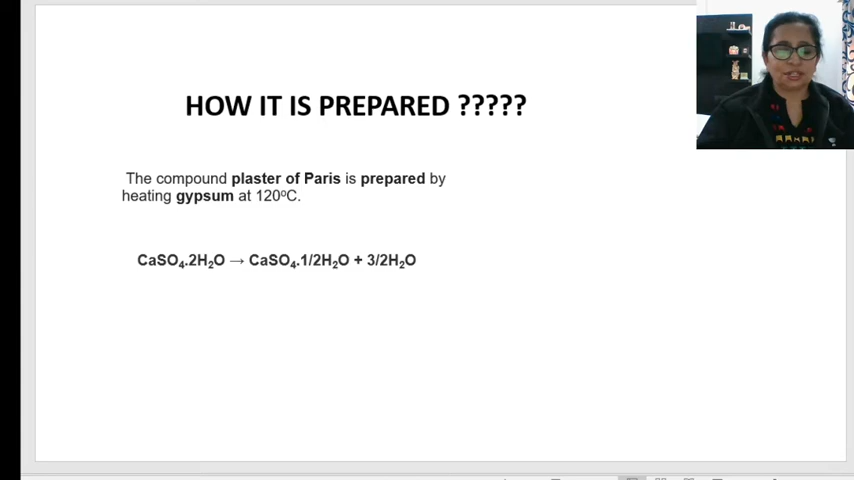 HOW IT IS PREPARED ?????
The compound plaster of Paris is prepared by
heating gypsum at 120⁰C.
CaSO₄.2H₂O → CaSO₄.1/2H₂O + 3/2H₂O